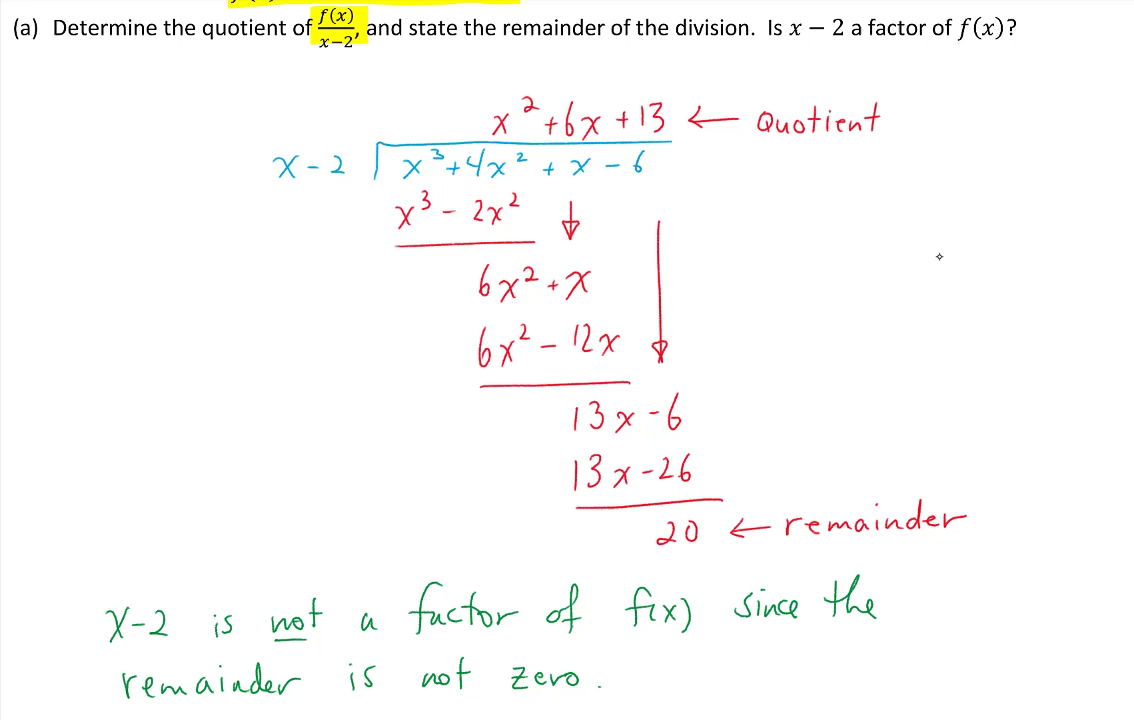 (a) Determine the quotient of f(x)/x−2, and state the remainder of the division. Is x − 2 a factor of f(x)?
x² + 6x + 13 ← Quotient
x - 2 x³ + 4x² + x - 6
x³ - 2x² ↓
6x² + x
6x² - 12x ↓
13x - 6
13x - 26
20 ← remainder
x-2 is not a factor of f(x) since the
remainder is not zero.